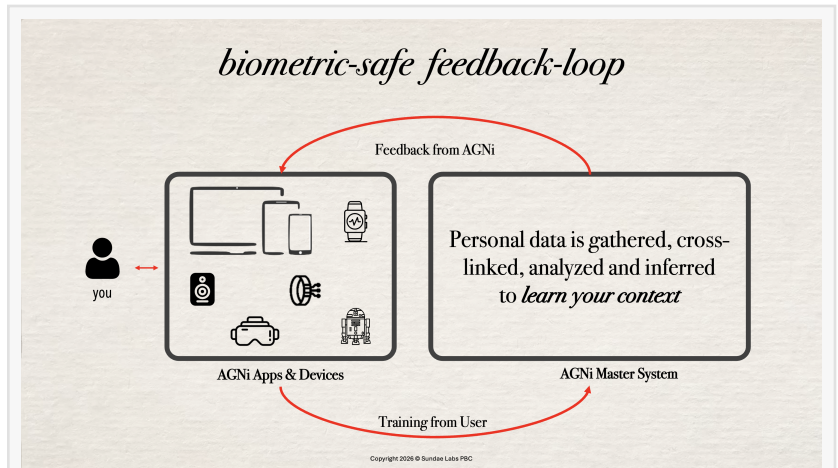 biometric-safe feedback-loop
Feedback from AGNi
Personal data is gathered, cross-
linked, analyzed and inferred
to learn your context
you
AGNi Apps & Devices
AGNi Master System
Training from User
Copyright 2026 © Sundae Labs PBC